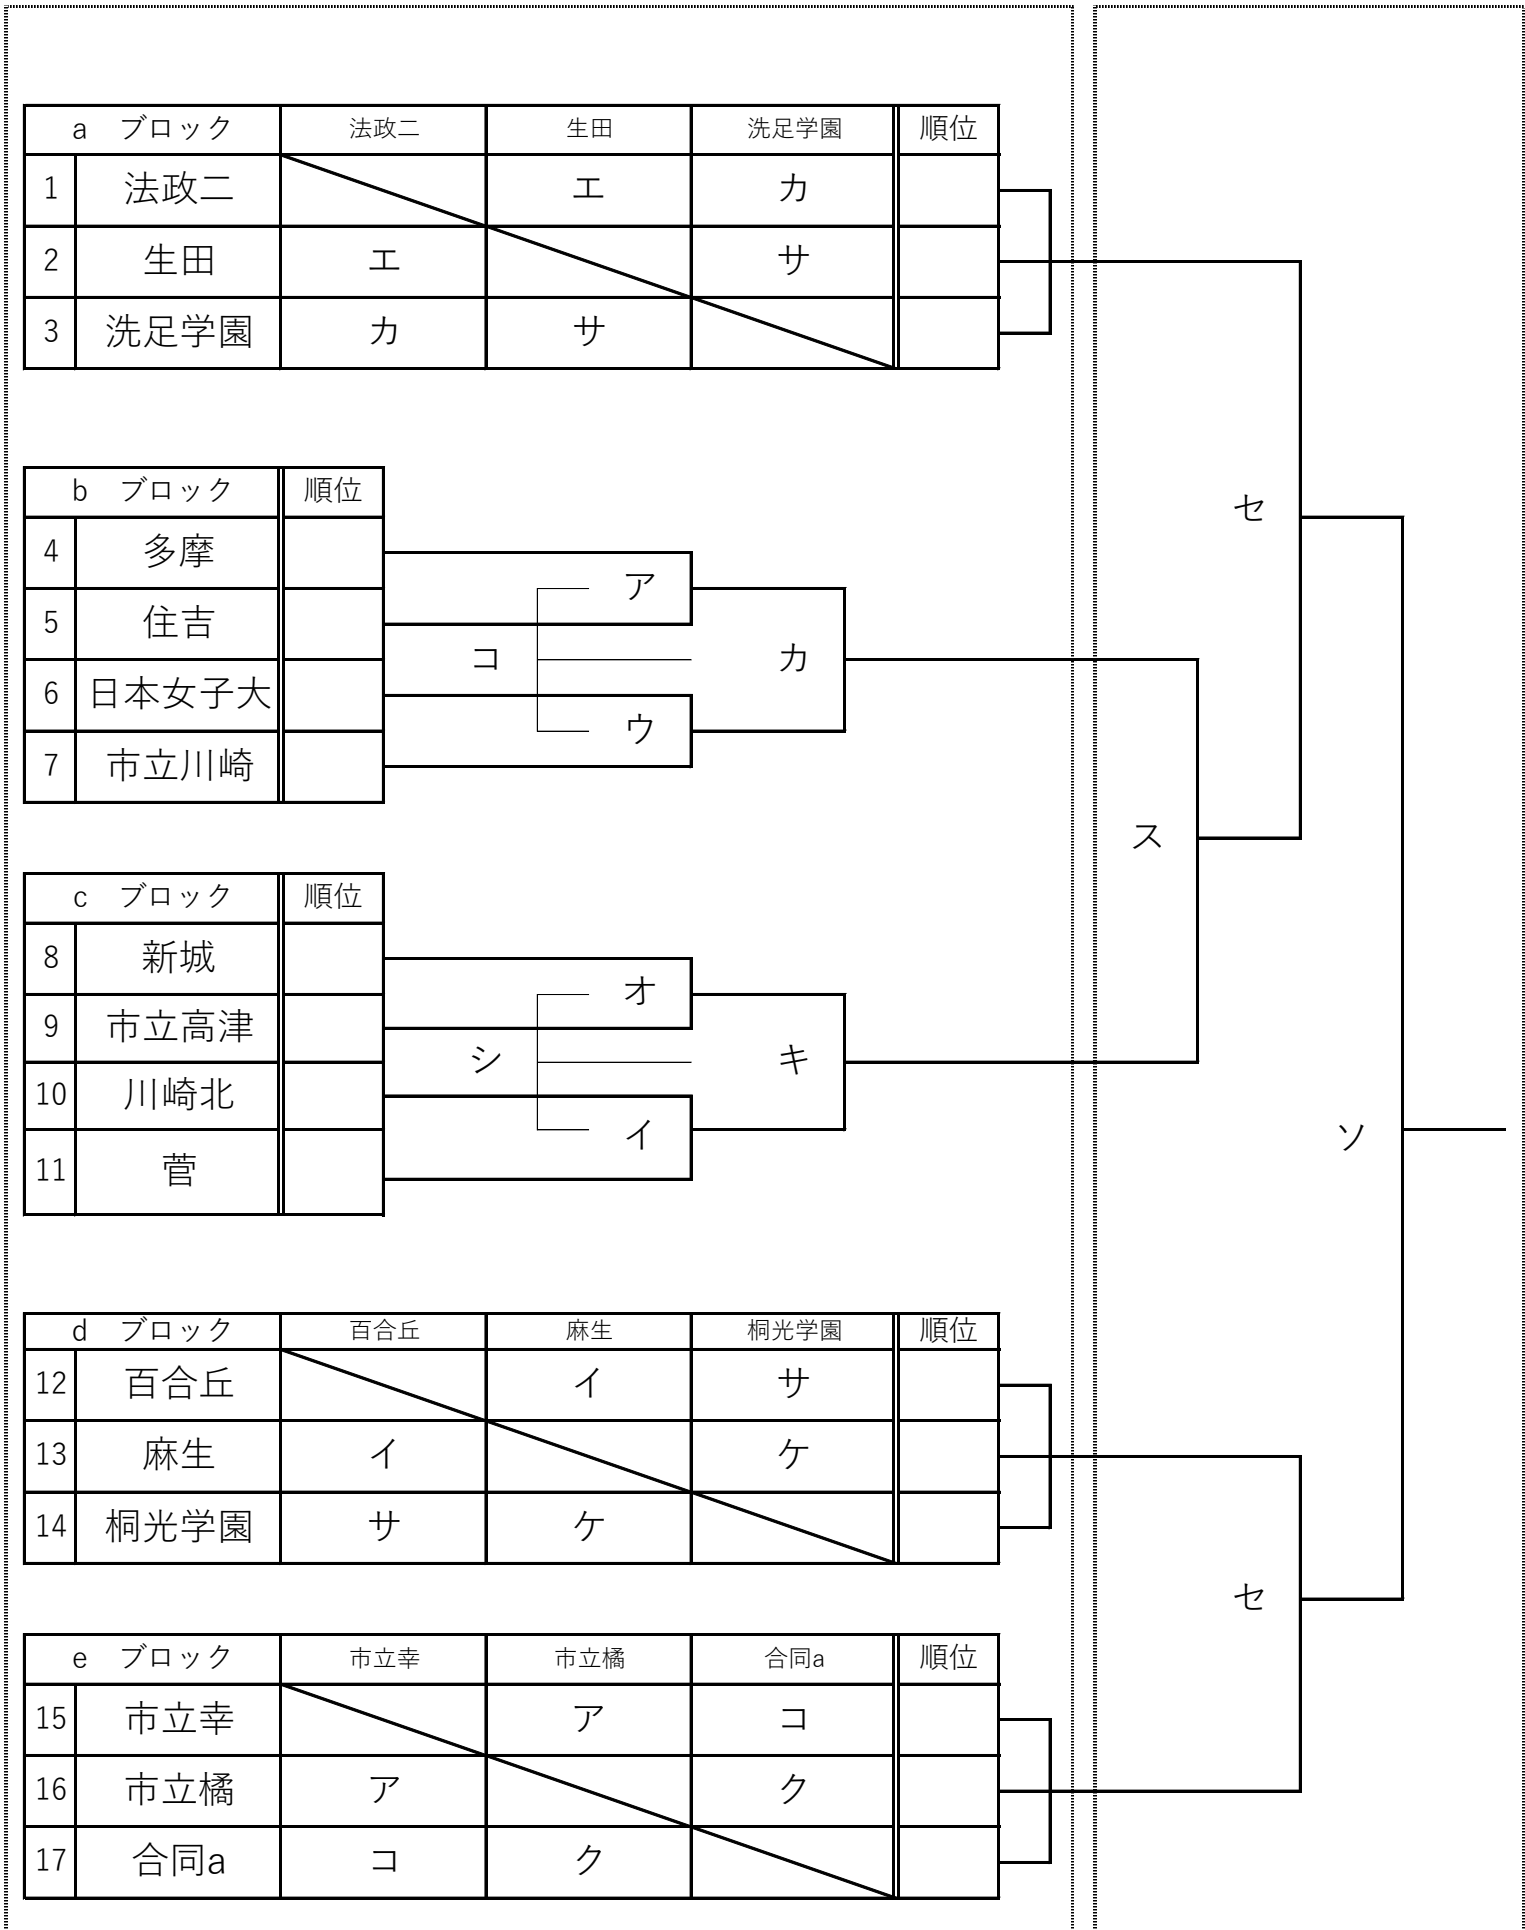 a ブロック 法政二 生田 洗足学園 順位
1 法政二 エ カ
2 生田 エ サ
3 洗足学園 カ サ
セ
b ブロック 順位
4 多摩
ア
5 住吉
コ カ
6 日本女子大
ウ
7 市立川崎
ス
c ブロック 順位
8 新城
オ
9 市立高津
シ キ
10 川崎北
イ
11 菅
ソ
d ブロック 百合丘 麻生 桐光学園 順位
12 百合丘 イ サ
13 麻生 イ ケ
14 桐光学園 サ ケ
セ
e ブロック 市立幸 市立橘 合同a 順位
15 市立幸 ア コ
16 市立橘 ア ク
17 合同a コ ク